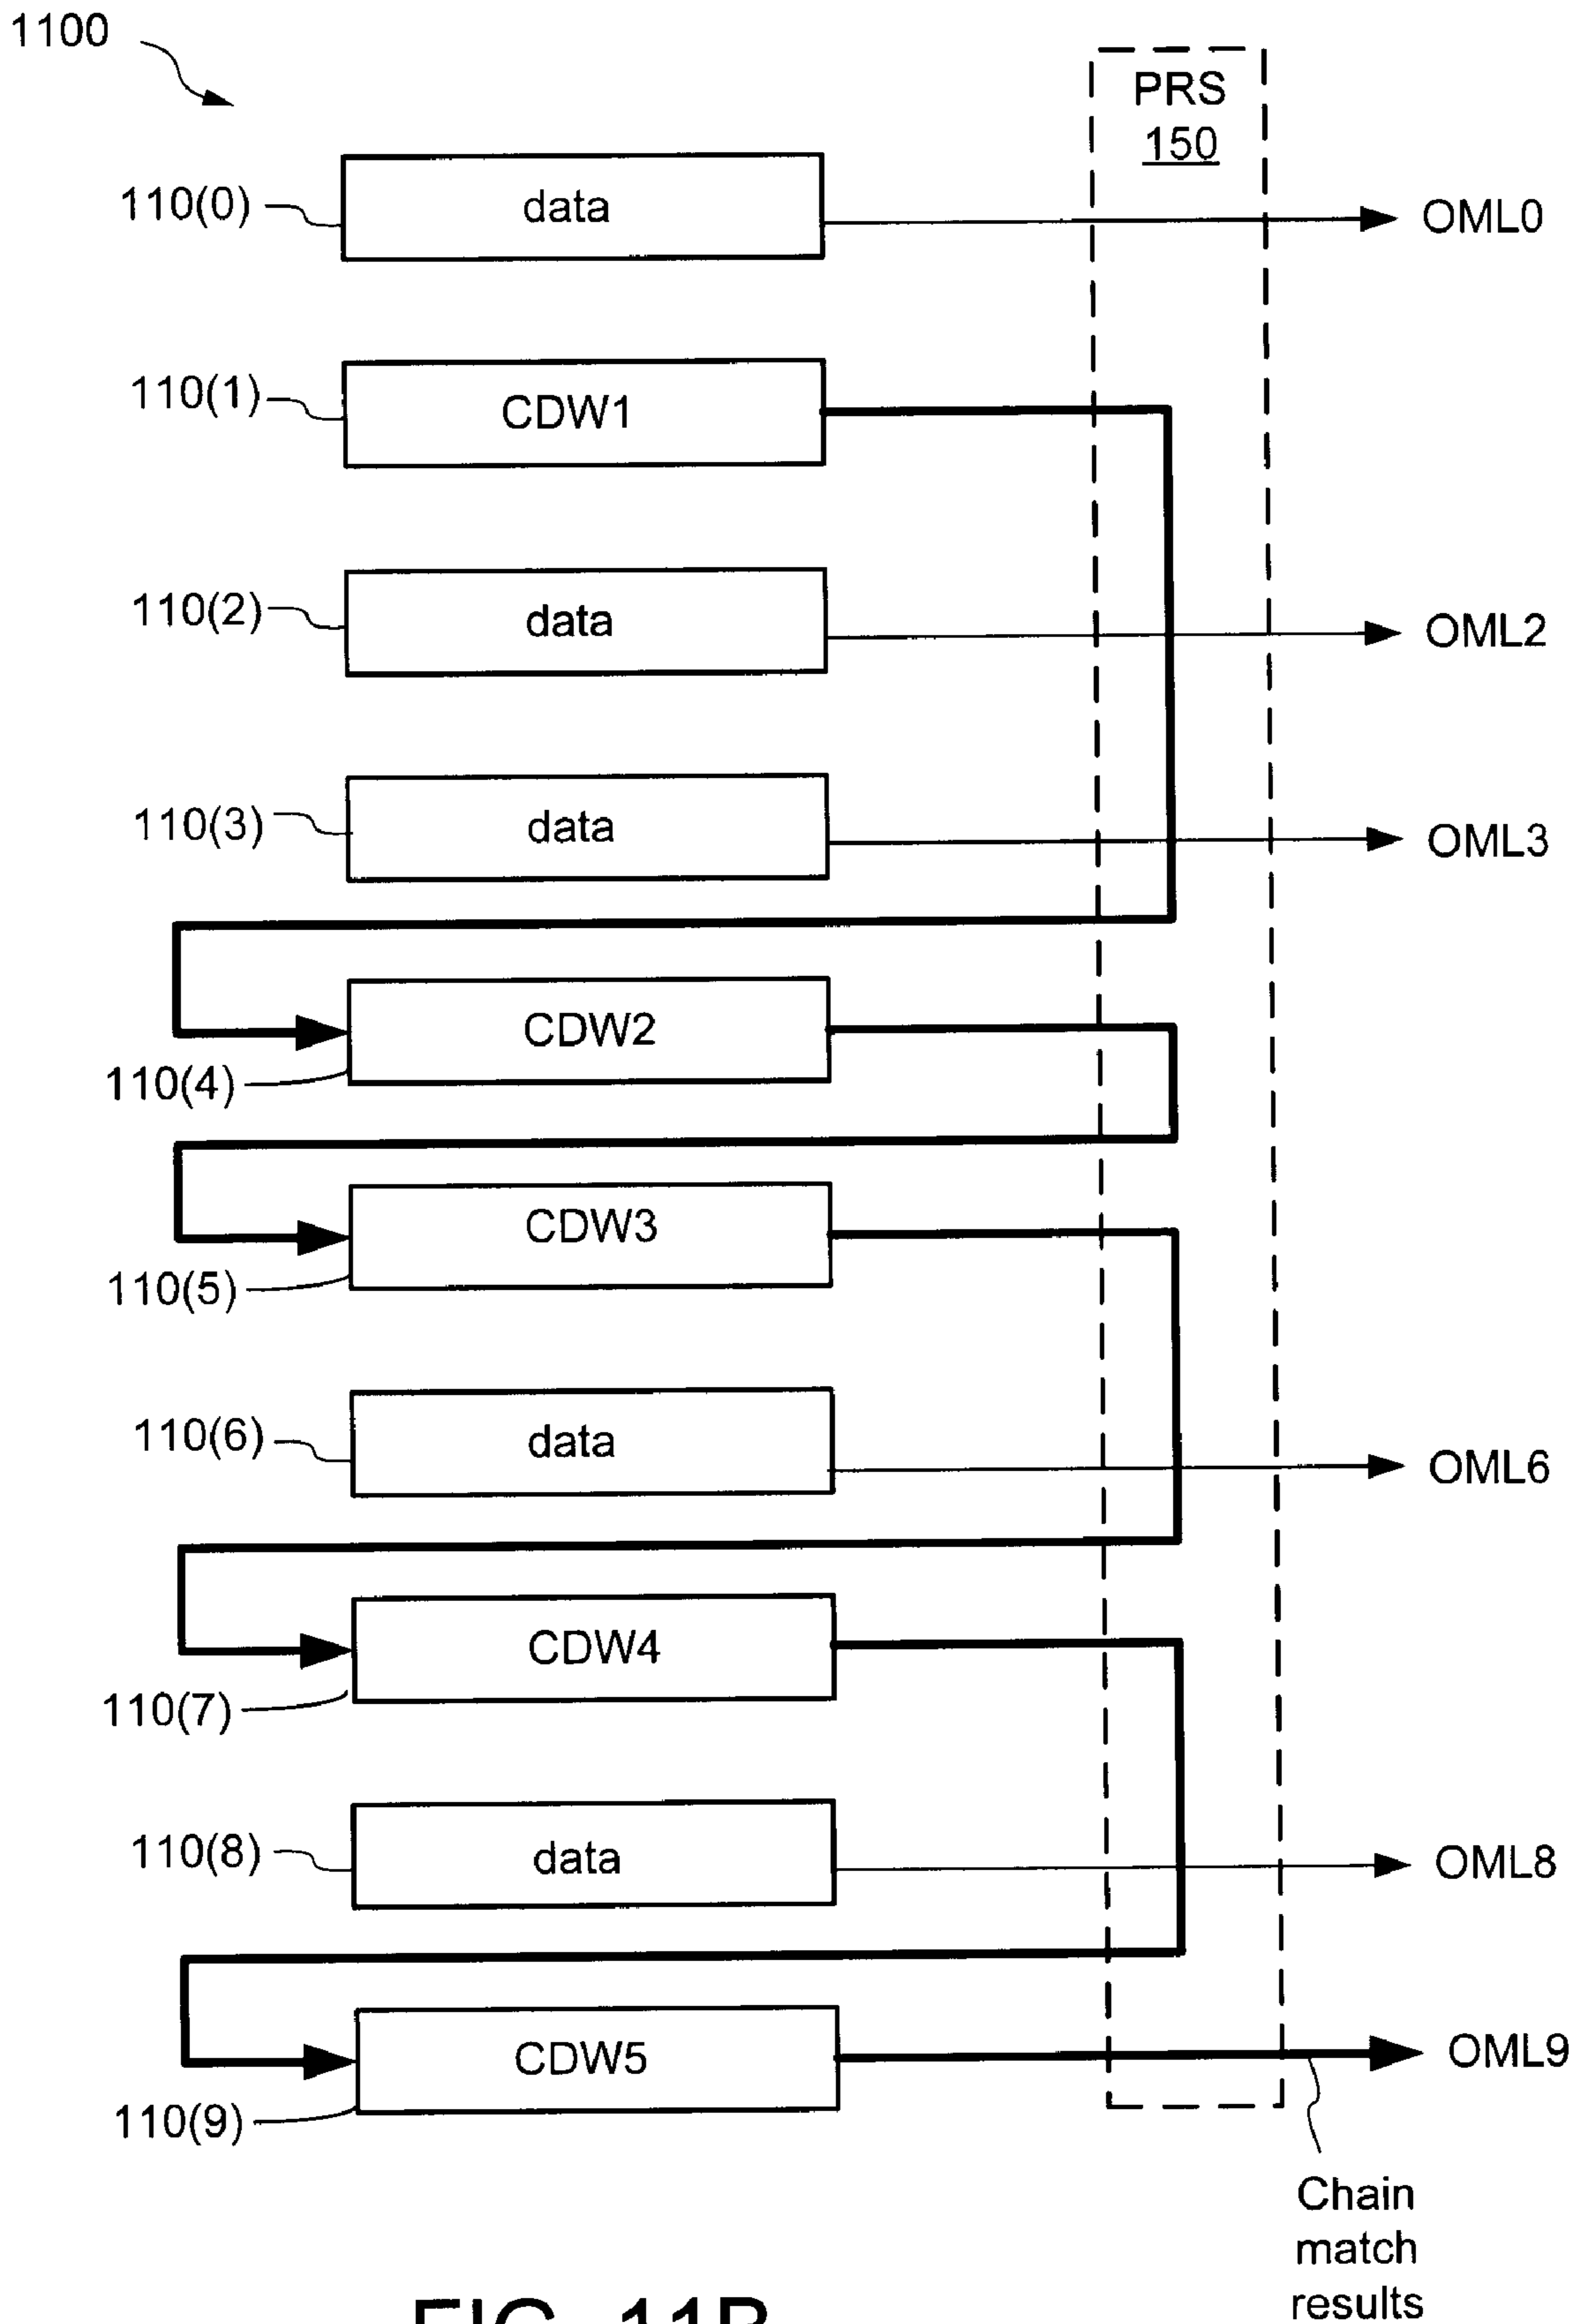 1100
PRS
150
110(0)
data
OML0
110(1)
CDW1
110(2)
data
OML2
110(3)
data
OML3
CDW2
110(4)
CDW3
110(5)
110(6)
data
OML6
CDW4
110(7)
110(8)
data
OML8
CDW5
OML9
110(9)
Chain
match
results
FIG. 11B